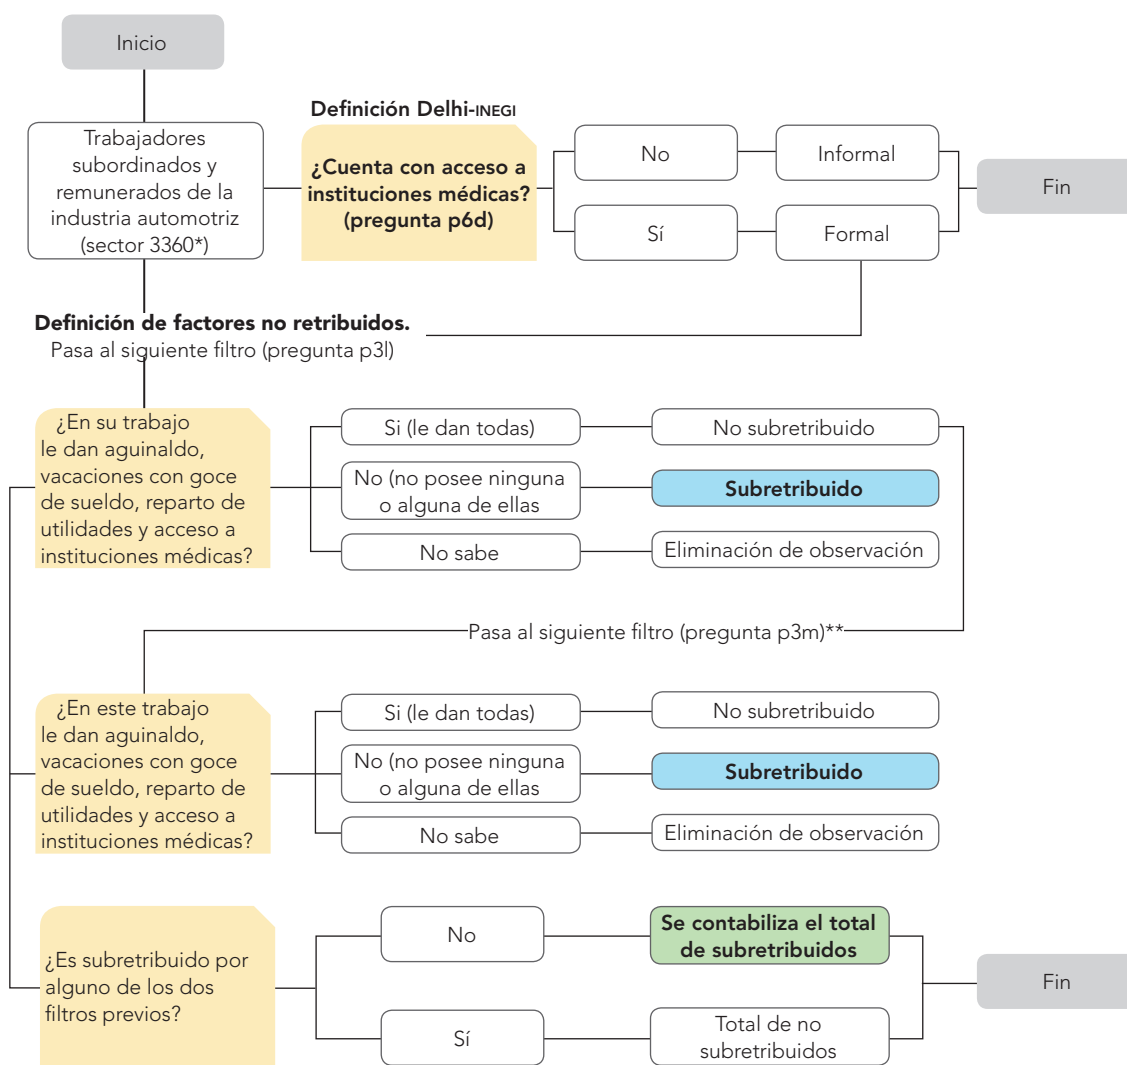 Inicio
Definición Delhi-INEGI
Trabajadores
subordinados y
remunerados de la
industria automotriz
(sector 3360*)
¿Cuenta con acceso a
instituciones médicas?
(pregunta p6d)
No
Informal
Sí
Formal
Fin
Definición de factores no retribuidos.
Pasa al siguiente filtro (pregunta p3l)
¿En su trabajo
le dan aguinaldo,
vacaciones con goce
de sueldo, reparto de
utilidades y acceso a
instituciones médicas?
Si (le dan todas)
No subretribuido
No (no posee ninguna
o alguna de ellas
Subretribuido
No sabe
Eliminación de observación
Pasa al siguiente filtro (pregunta p3m)**
¿En este trabajo
le dan aguinaldo,
vacaciones con goce
de sueldo, reparto de
utilidades y acceso a
instituciones médicas?
Si (le dan todas)
No subretribuido
No (no posee ninguna
o alguna de ellas
Subretribuido
No sabe
Eliminación de observación
¿Es subretribuido por
alguno de los dos
filtros previos?
No
Se contabiliza el total
de subretribuidos
Sí
Total de no
subretribuidos
Fin